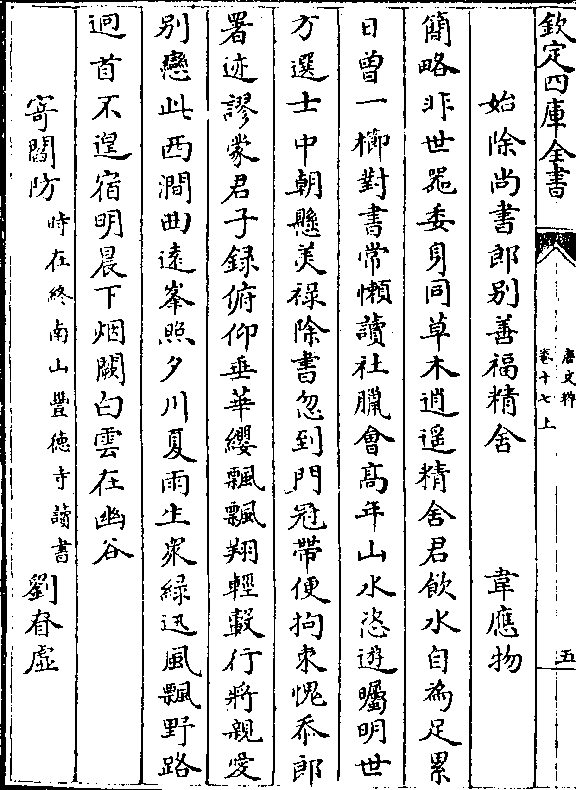 欽定四庫全書
唐文粹
卷十七上
五
始除尚書郎别善福精舍 韋應物
簡略非世器委身同草木逍遥精舍君飲水自為足累
日曾一櫛對書常懶讀社臘會髙年山水恣遊矚明世
方選士中朝懸美禄除書忽到門冠帶便拘束愧忝郎
署迹謬蒙君子録俯仰垂華纓飄飄翔輕轂行將親愛
别戀此西澗曲逺峯照夕川夏雨生衆緑迅風飄野路
迴首不遑宿明晨下烟闕白雲在幽谷
寄閻防 時在終南山豐德寺讀書 劉眘虛